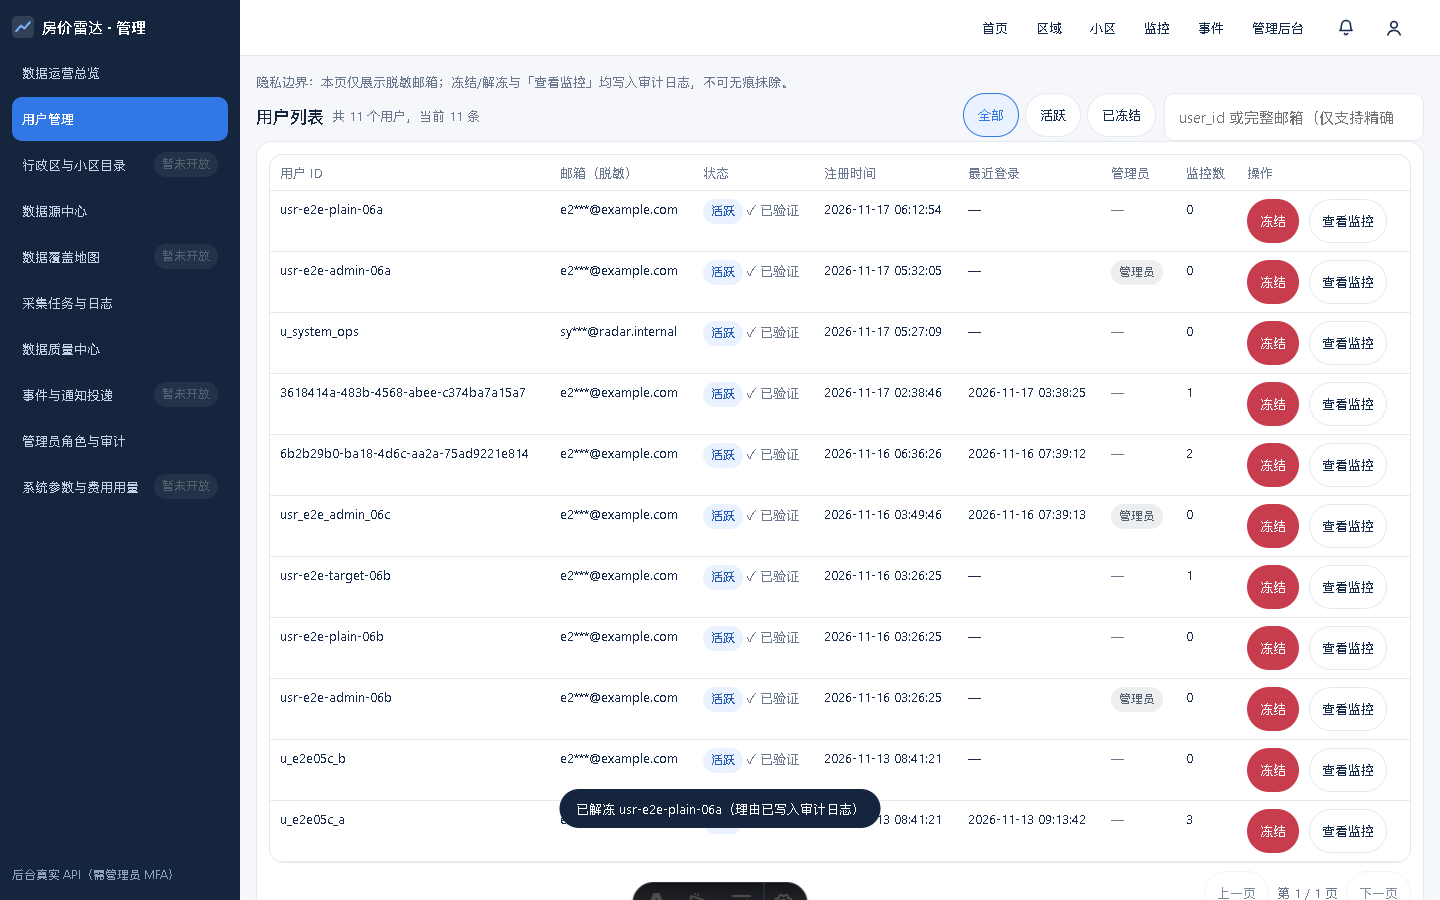 房价雷达 · 管理
首页 区域 小区 监控 事件 管理后台
数据运营总览
用户管理
行政区与小区目录 暂未开放
数据源中心
数据覆盖地图 暂未开放
采集任务与日志
数据质量中心
事件与通知投递 暂未开放
管理员角色与审计
系统参数与费用用量 暂未开放
后台真实 API（需管理员 MFA）
隐私边界：本页仅展示脱敏邮箱；冻结/解冻与「查看监控」均写入审计日志，不可无痕抹除。
用户列表 共 11 个用户，当前 11 条
全部 活跃 已冻结 user_id 或完整邮箱（仅支持精确
用户 ID 邮箱（脱敏） 状态 注册时间 最近登录 管理员 监控数 操作
usr-e2e-plain-06a e2***@example.com 活跃 ✓ 已验证 2026-11-17 06:12:54 — — 0 冻结 查看监控
usr-e2e-admin-06a e2***@example.com 活跃 ✓ 已验证 2026-11-17 05:32:05 — 管理员 0 冻结 查看监控
u_system_ops sy***@radar.internal 活跃 ✓ 已验证 2026-11-17 05:27:09 — — 0 冻结 查看监控
3618414a-483b-4568-abee-c374ba7a15a7 e2***@example.com 活跃 ✓ 已验证 2026-11-17 02:38:46 2026-11-17 03:38:25 — 1 冻结 查看监控
6b2b29b0-ba18-4d6c-aa2a-75ad9221e814 e2***@example.com 活跃 ✓ 已验证 2026-11-16 06:36:26 2026-11-16 07:39:12 — 2 冻结 查看监控
usr_e2e_admin_06c e2***@example.com 活跃 ✓ 已验证 2026-11-16 03:49:46 2026-11-16 07:39:13 管理员 0 冻结 查看监控
usr-e2e-target-06b e2***@example.com 活跃 ✓ 已验证 2026-11-16 03:26:25 — — 1 冻结 查看监控
usr-e2e-plain-06b e2***@example.com 活跃 ✓ 已验证 2026-11-16 03:26:25 — — 0 冻结 查看监控
usr-e2e-admin-06b e2***@example.com 活跃 ✓ 已验证 2026-11-16 03:26:25 — 管理员 0 冻结 查看监控
u_e2e05c_b e2***@example.com 活跃 ✓ 已验证 2026-11-13 08:41:21 — — 0 冻结 查看监控
已解冻 usr-e2e-plain-06a（理由已写入审计日志）
u_e2e05c_a 13 08:41:21 2026-11-13 09:13:42 — 3 冻结 查看监控
上一页 第 1 / 1 页 下一页